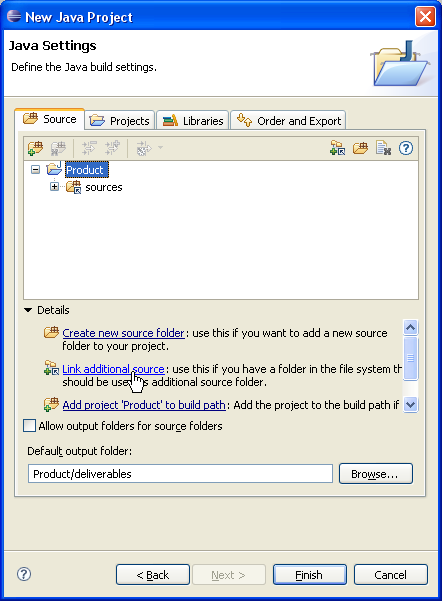 New Java Project
Java Settings
Define the Java build settings.
Source Projects Libraries Order and Export
Product
sources
Details
Create new source folder: use this if you want to add a new source
folder to your project.
Link additional source: use this if you have a folder in the file system th
should be use s additional source folder.
Add project 'Product' to build path: Add the project to the build path if
Allow output folders for source folders
Default output folder:
Product/deliverables
Browse...
< Back
Next >
Finish
Cancel